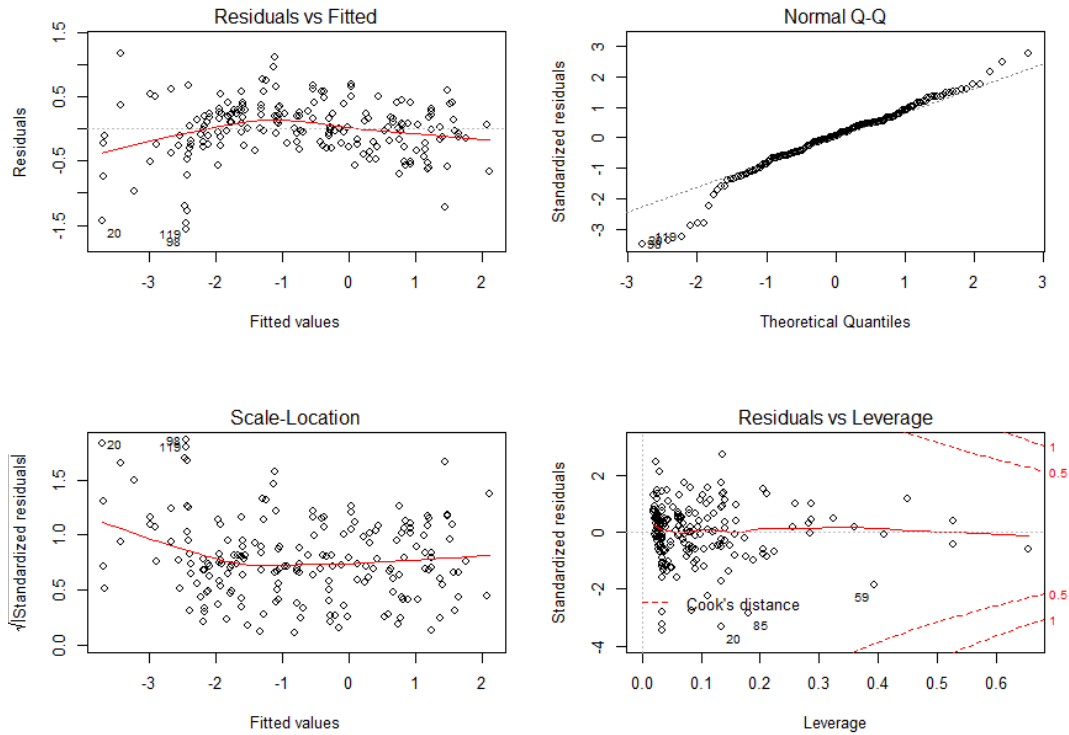 Residuals vs Fitted
Residuals
1.5
0.5
-0.5
-1.5
20
119
98
-3 -2 -1 0 1 2
Fitted values
Normal Q-Q
Standardized residuals
3
2
1
0
-1
-2
-3
119
-3 -2 -1 0 1 2 3
Theoretical Quantiles
Scale-Location
√|Standardized residuals|
1.5
1.0
0.5
0.0
20
98
119
-3 -2 -1 0 1 2
Fitted values
Residuals vs Leverage
Standardized residuals
2
0
-2
-4
1
0.5
0.5
1
59
Cook's distance
85
20
0.0 0.1 0.2 0.3 0.4 0.5 0.6
Leverage